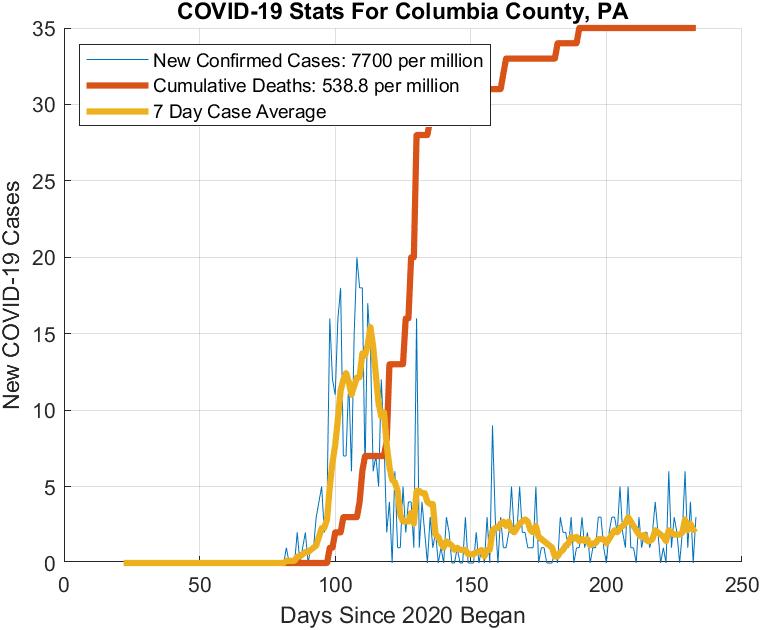 COVID-19 Stats For Columbia County, PA
New Confirmed Cases: 7700 per million
Cumulative Deaths: 538.8 per million
7 Day Case Average
35
30
25
20
15
10
5
0
New COVID-19 Cases
0 50 100 150 200 250
Days Since 2020 Began